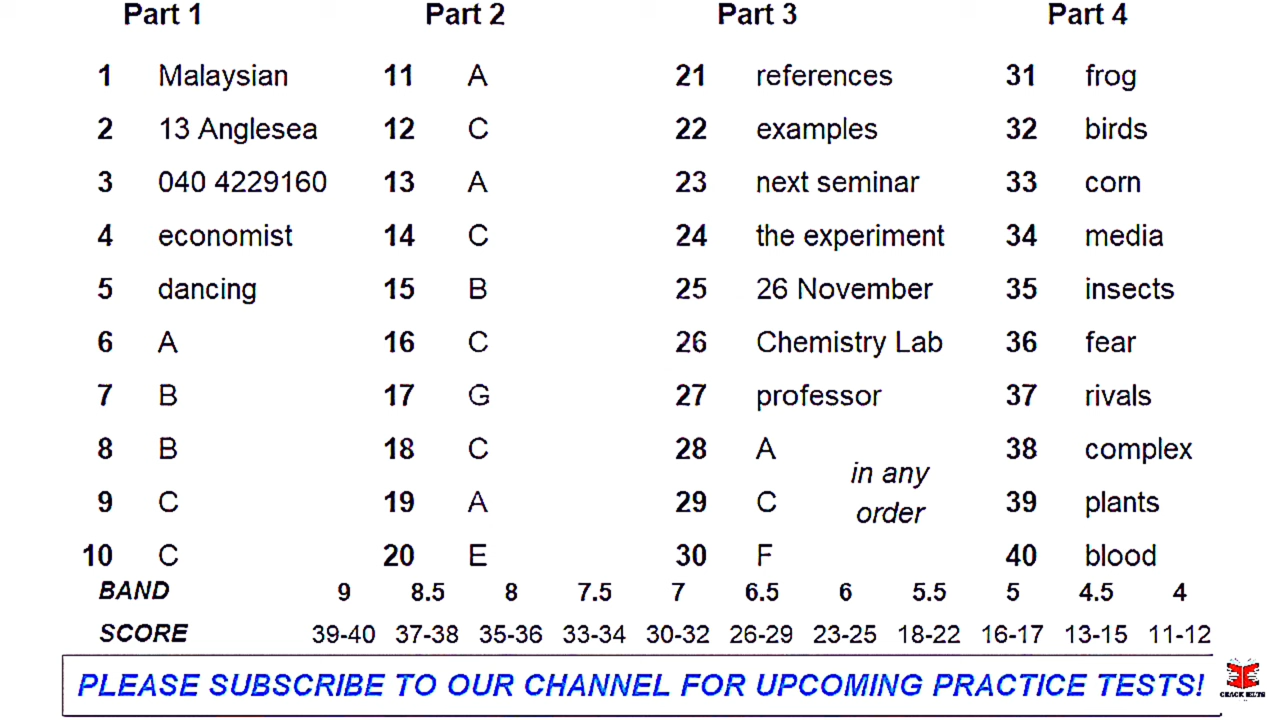 Part 1 Part 2 Part 3 Part 4
1 Malaysian 11 A 21 references 31 frog
2 13 Anglesea 12 C 22 examples 32 birds
3 040 4229160 13 A 23 next seminar 33 corn
4 economist 14 C 24 the experiment 34 media
5 dancing 15 B 25 26 November 35 insects
6 A 16 C 26 Chemistry Lab 36 fear
7 B 17 G 27 professor 37 rivals
8 B 18 C 28 A 38 complex
in any
9 C 19 A 29 C 39 plants
order
10 C 20 E 30 F 40 blood
BAND 9 8.5 8 7.5 7 6.5 6 5.5 5 4.5 4
SCORE 39-40 37-38 35-36 33-34 30-32 26-29 23-25 18-22 16-17 13-15 11-12
PLEASE SUBSCRIBE TO OUR CHANNEL FOR UPCOMING PRACTICE TESTS!
CRACK IELTS